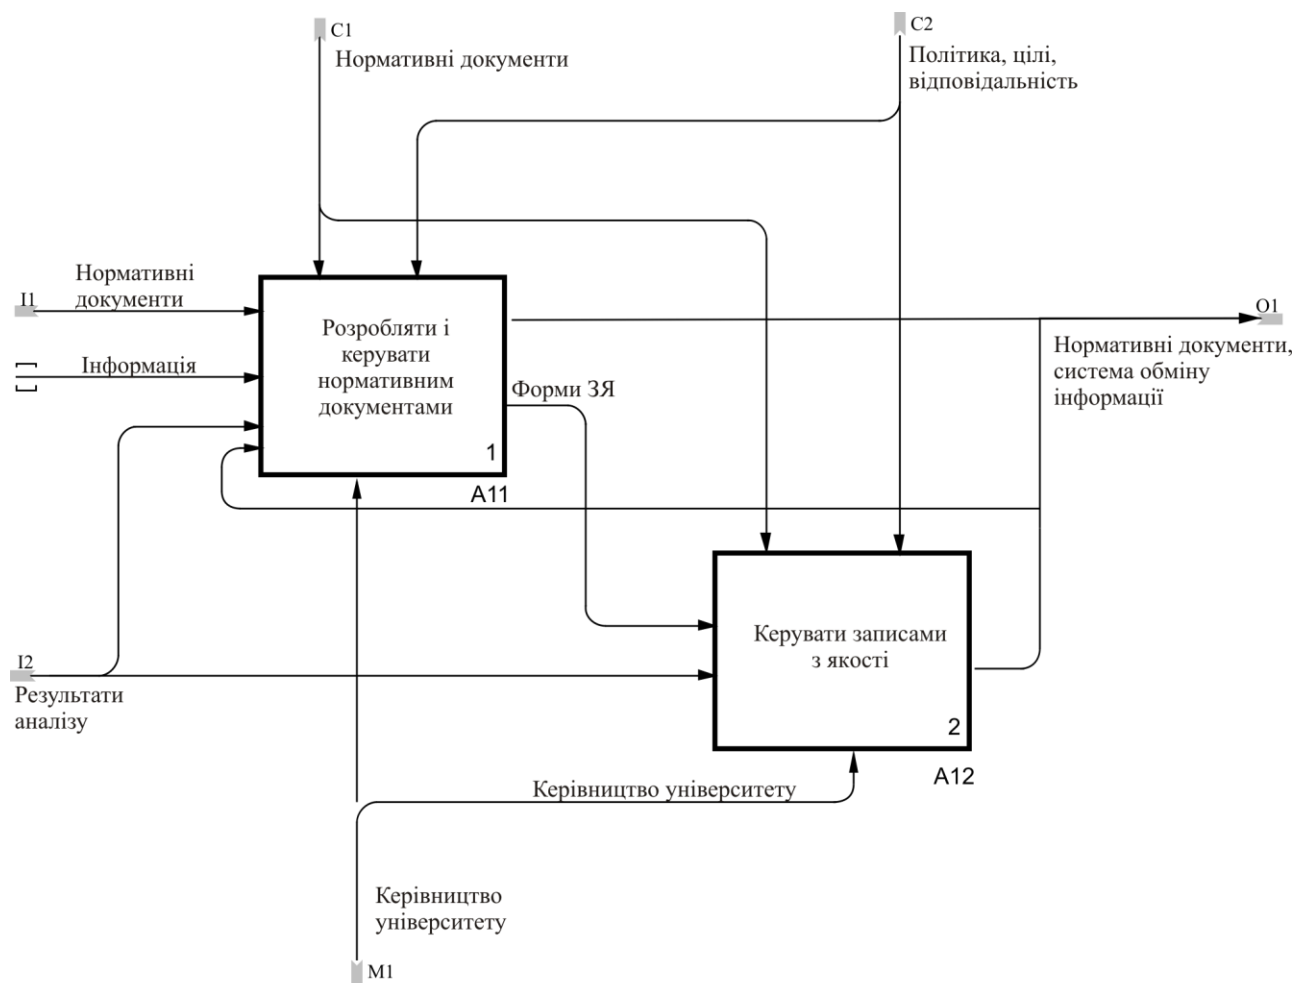 C1
Нормативні документи
C2
Політика, цілі,
відповідальність
I1
Нормативні
документи
Інформація
Розробляти і
керувати
нормативним
документами
1
A11
Форми ЗЯ
O1
Нормативні документи,
система обміну
інформації
I2
Результати
аналізу
Керувати записами
з якості
2
A12
Керівництво університету
Керівництво
університету
M1